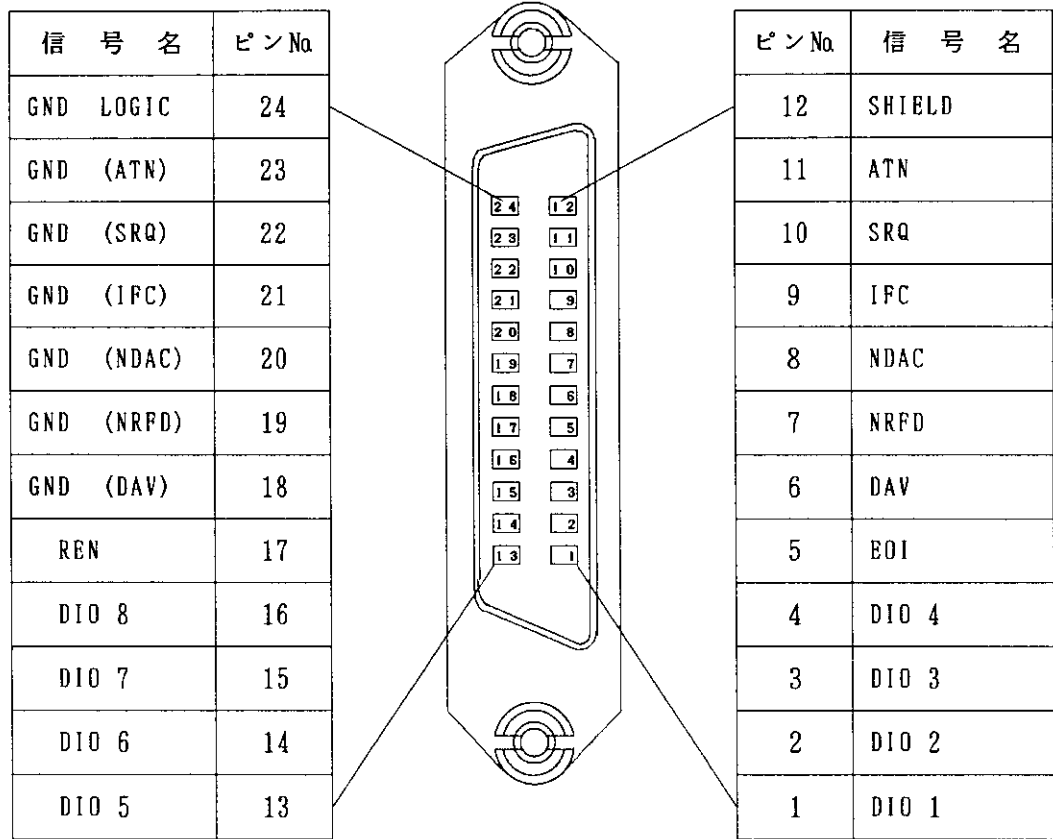 信 号 名 ピンNo.
GND LOGIC 24
GND (ATN) 23
GND (SRQ) 22
GND (IFC) 21
GND (NDAC) 20
GND (NRFD) 19
GND (DAV) 18
REN 17
DIO 8 16
DIO 7 15
DIO 6 14
DIO 5 13
24 12
23 11
22 10
21 9
20 8
19 7
18 6
17 5
16 4
15 3
14 2
13 1
ピンNo. 信 号 名
12 SHIELD
11 ATN
10 SRQ
9 IFC
8 NDAC
7 NRFD
6 DAV
5 EOI
4 DIO 4
3 DIO 3
2 DIO 2
1 DIO 1